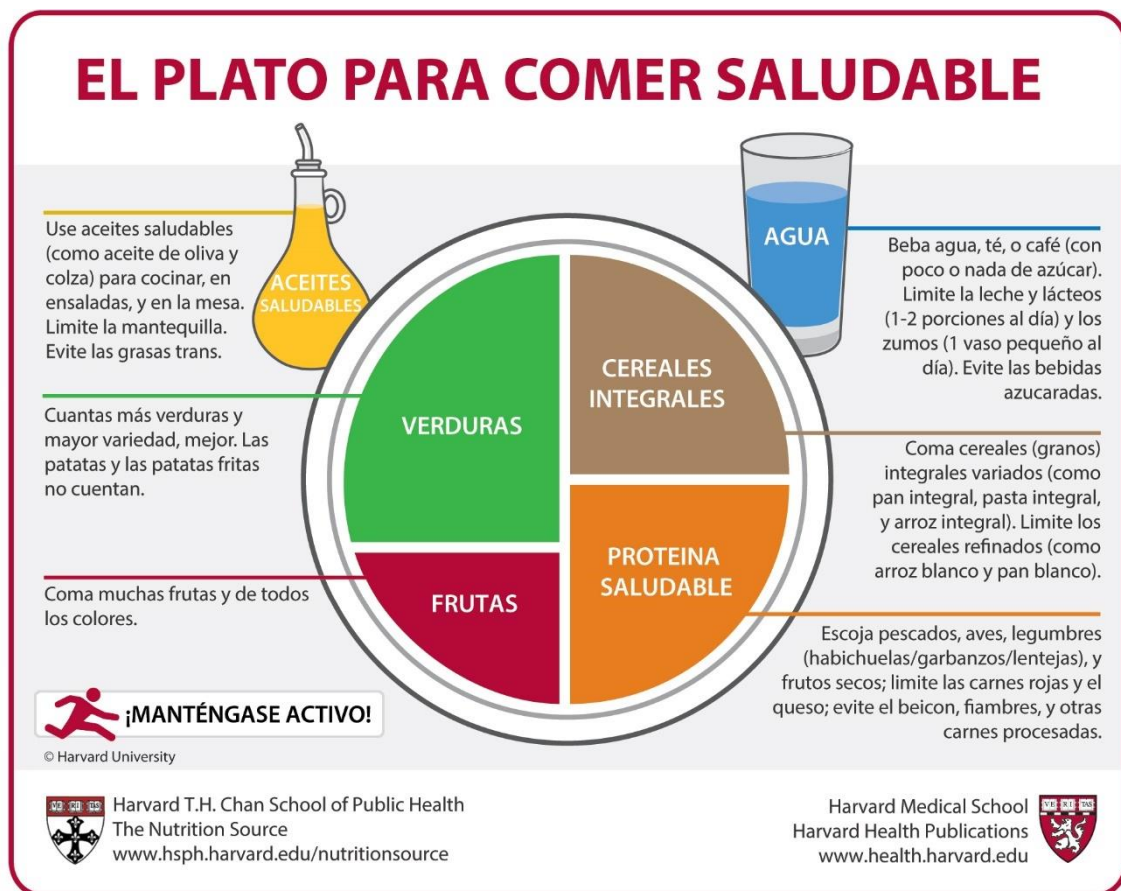 EL PLATO PARA COMER SALUDABLE
Use aceites saludables
(como aceite de oliva y
colza) para cocinar, en
ensaladas, y en la mesa.
Limite la mantequilla.
Evite las grasas trans.
ACEITES
SALUDABLES
AGUA
Beba agua, té, o café (con
poco o nada de azúcar).
Limite la leche y lácteos
(1-2 porciones al día) y los
zumos (1 vaso pequeño al
día). Evite las bebidas
azucaradas.
Cuantas más verduras y
mayor variedad, mejor. Las
patatas y las patatas fritas
no cuentan.
VERDURAS
CEREALES
INTEGRALES
Coma cereales (granos)
integrales variados (como
pan integral, pasta integral,
y arroz integral). Limite los
cereales refinados (como
arroz blanco y pan blanco).
Coma muchas frutas y de todos
los colores.
FRUTAS
PROTEINA
SALUDABLE
Escoja pescados, aves, legumbres
(habichuelas/garbanzos/lentejas), y
frutos secos; limite las carnes rojas y el
queso; evite el beicon, fiambres, y otras
carnes procesadas.
¡MANTÉNGASE ACTIVO!
© Harvard University
Harvard T.H. Chan School of Public Health
The Nutrition Source
www.hsph.harvard.edu/nutritionsource
Harvard Medical School
Harvard Health Publications
www.health.harvard.edu
VE RI TAS